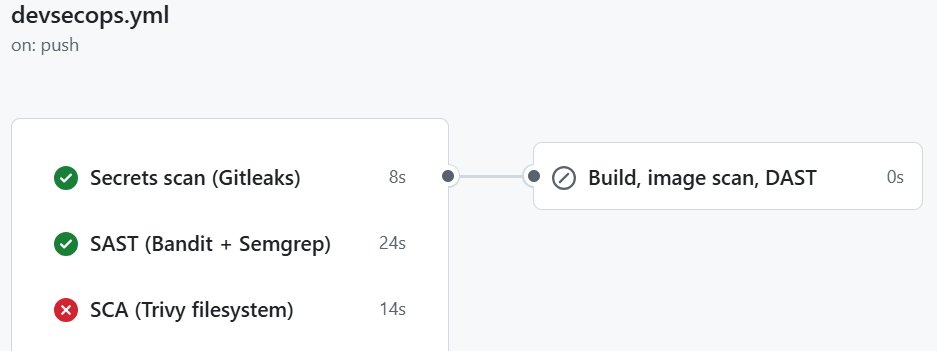 devsecops.yml
on: push
Secrets scan (Gitleaks) 8s
Build, image scan, DAST 0s
SAST (Bandit + Semgrep) 24s
SCA (Trivy filesystem) 14s